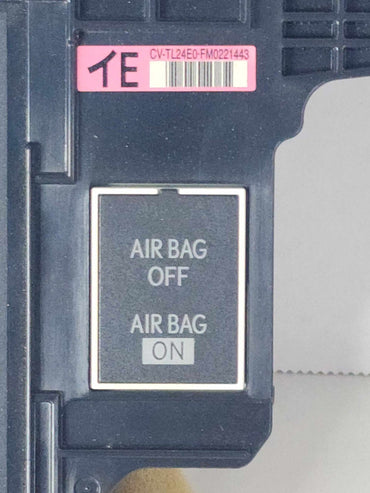 イE
CV-TL24E0-FM0221443
AIR BAG
OFF
AIR BAG
ON